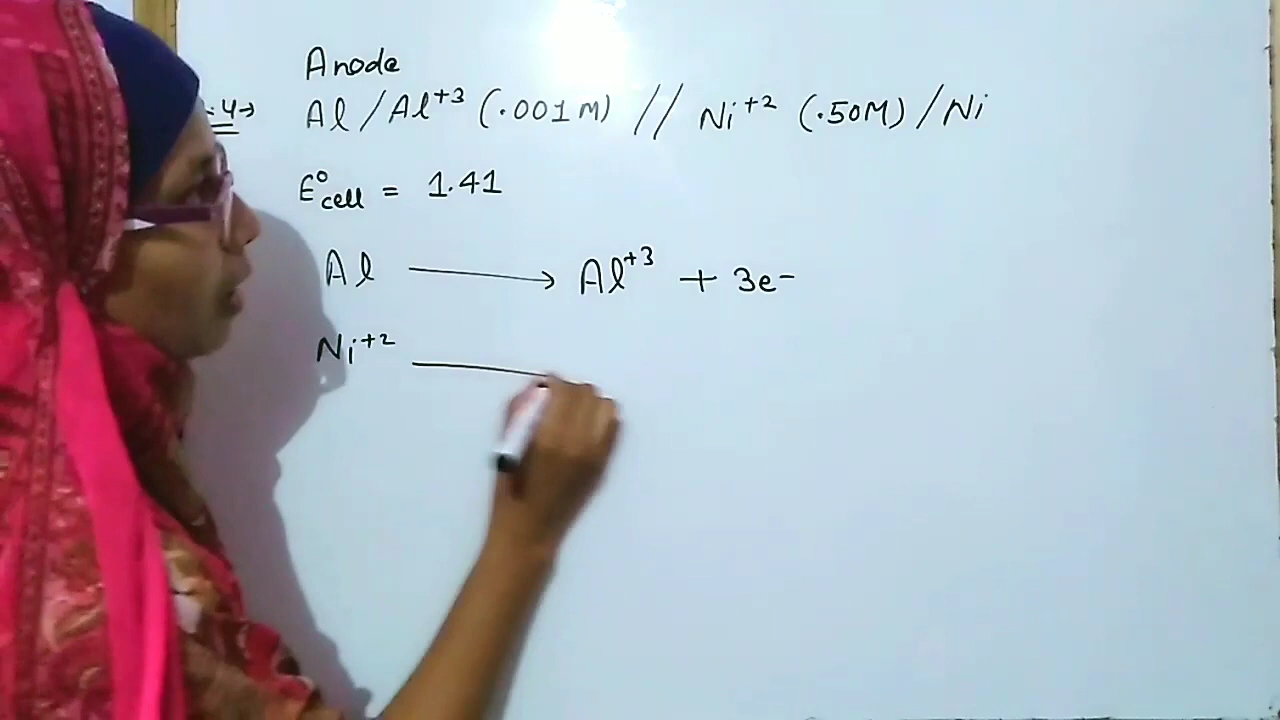 Anode
.4→ Al/Al⁺³ (.001M) // Ni⁺² (.50M)/Ni
E°cell = 1.41
Al ⟶ Al⁺³ + 3e⁻
Ni⁺²